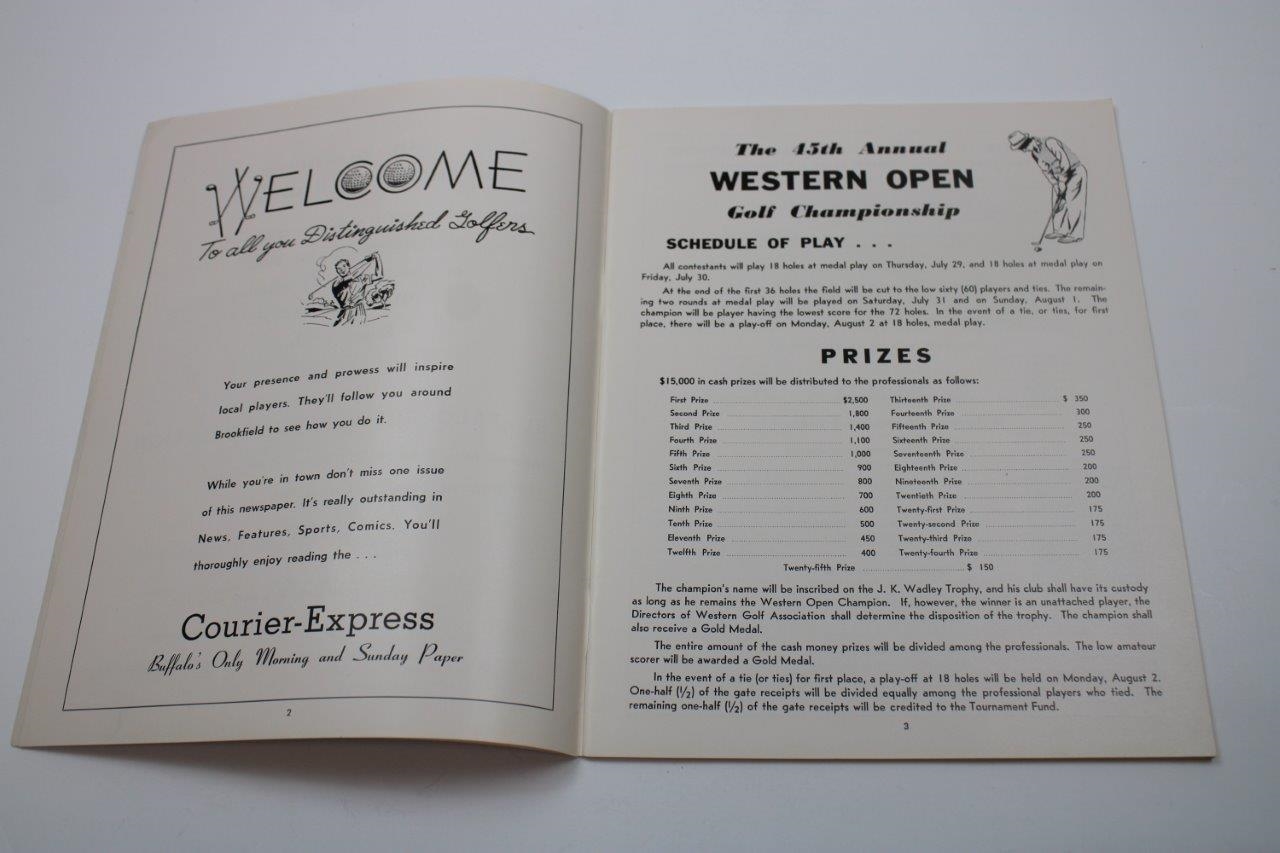 WELCOME
To all you Distinguished Golfers
Your presence and prowess will inspire
local players. They'll follow you around
Brookfield to see how you do it.
While you're in town don't miss one issue
of this newspaper. It's really outstanding in
News, Features, Sports, Comics. You'll
thoroughly enjoy reading the . . .
Courier-Express
Buffalo's Only Morning and Sunday Paper
2
The 45th Annual
WESTERN OPEN
Golf Championship
SCHEDULE OF PLAY . . .
All contestants will play 18 holes at medal play on Thursday, July 29, and 18 holes at medal play on
Friday, July 30.
At the end of the first 36 holes the field will be cut to the low sixty (60) players and ties. The remain-
ing two rounds at medal play will be played on Saturday, July 31 and on Sunday, August 1. The
champion will be player having the lowest score for the 72 holes. In the event of a tie, or ties, for first
place, there will be a play-off on Monday, August 2 at 18 holes, medal play.
PRIZES
$15,000 in cash prizes will be distributed to the professionals as follows:
First Prize $2,500
Second Prize 1,800
Third Prize 1,400
Fourth Prize 1,100
Fifth Prize 1,000
Sixth Prize 900
Seventh Prize 800
Eighth Prize 700
Ninth Prize 600
Tenth Prize 500
Eleventh Prize 450
Twelfth Prize 400
Thirteenth Prize $ 350
Fourteenth Prize 300
Fifteenth Prize 250
Sixteenth Prize 250
Seventeenth Prize 250
Eighteenth Prize 200
Nineteenth Prize 200
Twentieth Prize 200
Twenty-first Prize 175
Twenty-second Prize 175
Twenty-third Prize 175
Twenty-fourth Prize 175
Twenty-fifth Prize $ 150
The champion's name will be inscribed on the J. K. Wadley Trophy, and his club shall have its custody
as long as he remains the Western Open Champion. If, however, the winner is an unattached player, the
Directors of Western Golf Association shall determine the disposition of the trophy. The champion shall
also receive a Gold Medal.
The entire amount of the cash money prizes will be divided among the professionals. The low amateur
scorer will be awarded a Gold Medal.
In the event of a tie (or ties) for first place, a play-off at 18 holes will be held on Monday, August 2.
One-half (½) of the gate receipts will be divided equally among the professional players who tied. The
remaining one-half (½) of the gate receipts will be credited to the Tournament Fund.
3